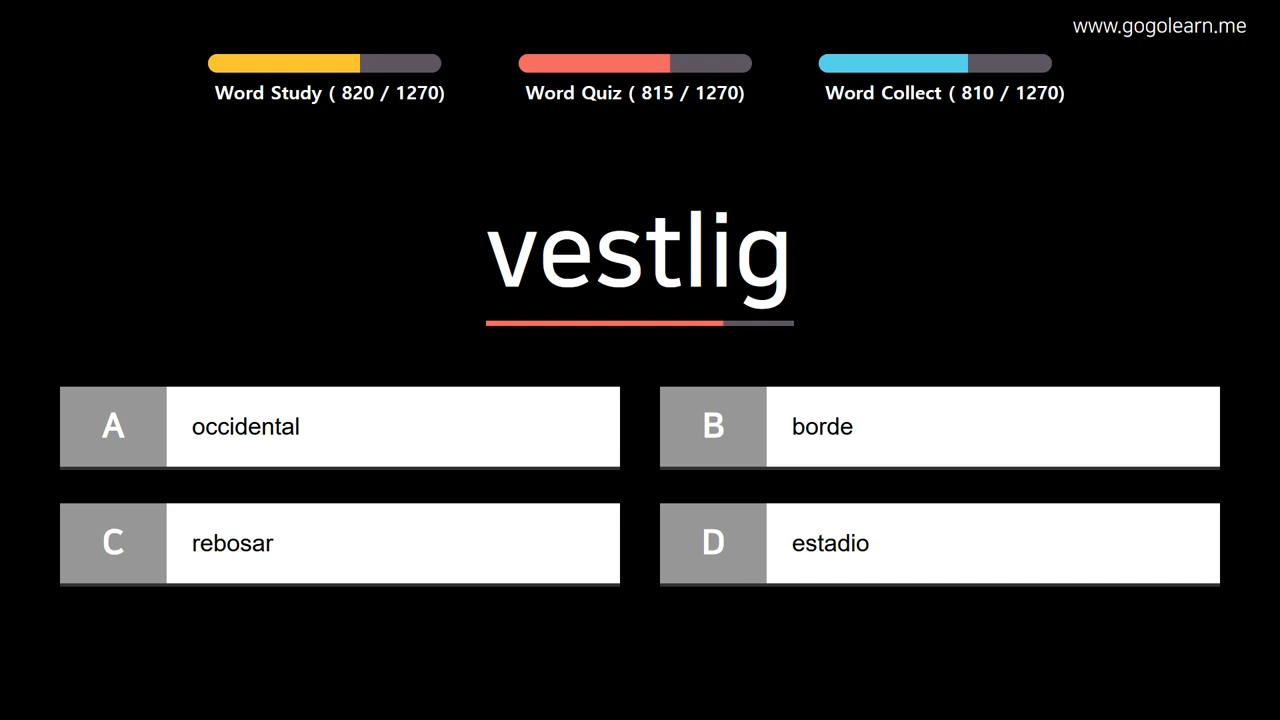 www.gogolearn.me
Word Study ( 820 / 1270)
Word Quiz ( 815 / 1270)
Word Collect ( 810 / 1270)
vestlig
A occidental
B borde
C rebosar
D estadio